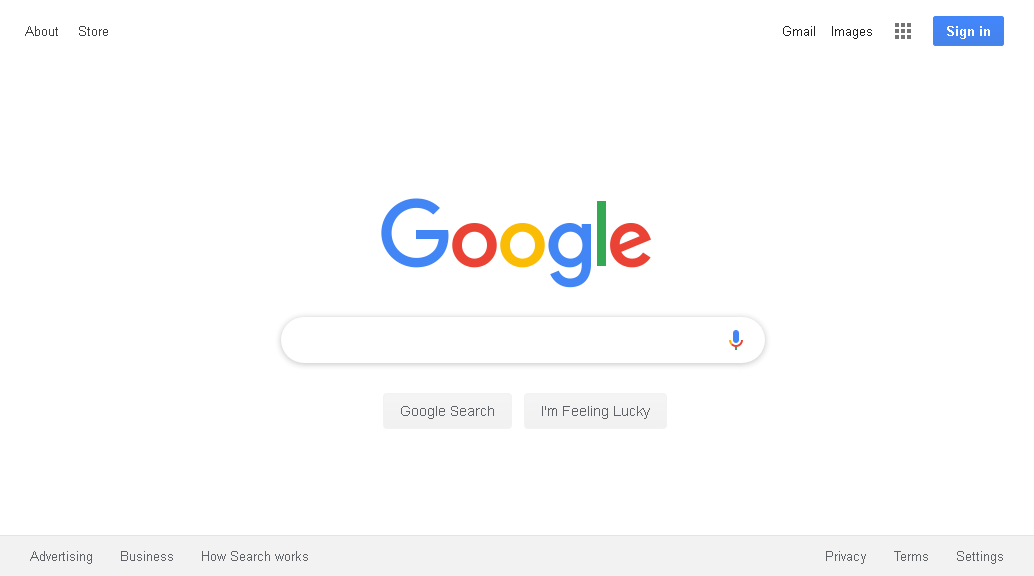 About Store Gmail Images Sign in
Google
Google Search I'm Feeling Lucky
Advertising Business How Search works Privacy Terms Settings